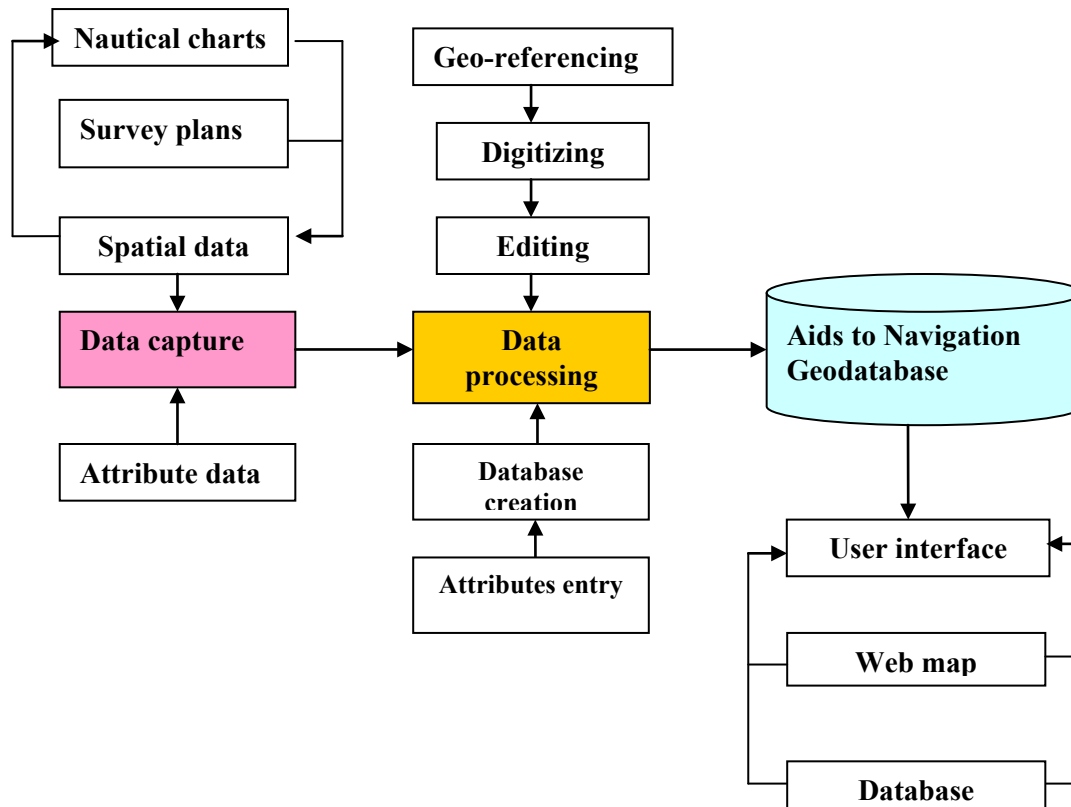 Nautical charts
Survey plans
Spatial data
Data capture
Attribute data
Geo-referencing
Digitizing
Editing
Data
processing
Database
creation
Attributes entry
Aids to Navigation
Geodatabase
User interface
Web map
Database